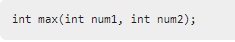 int max(int num1, int num2);